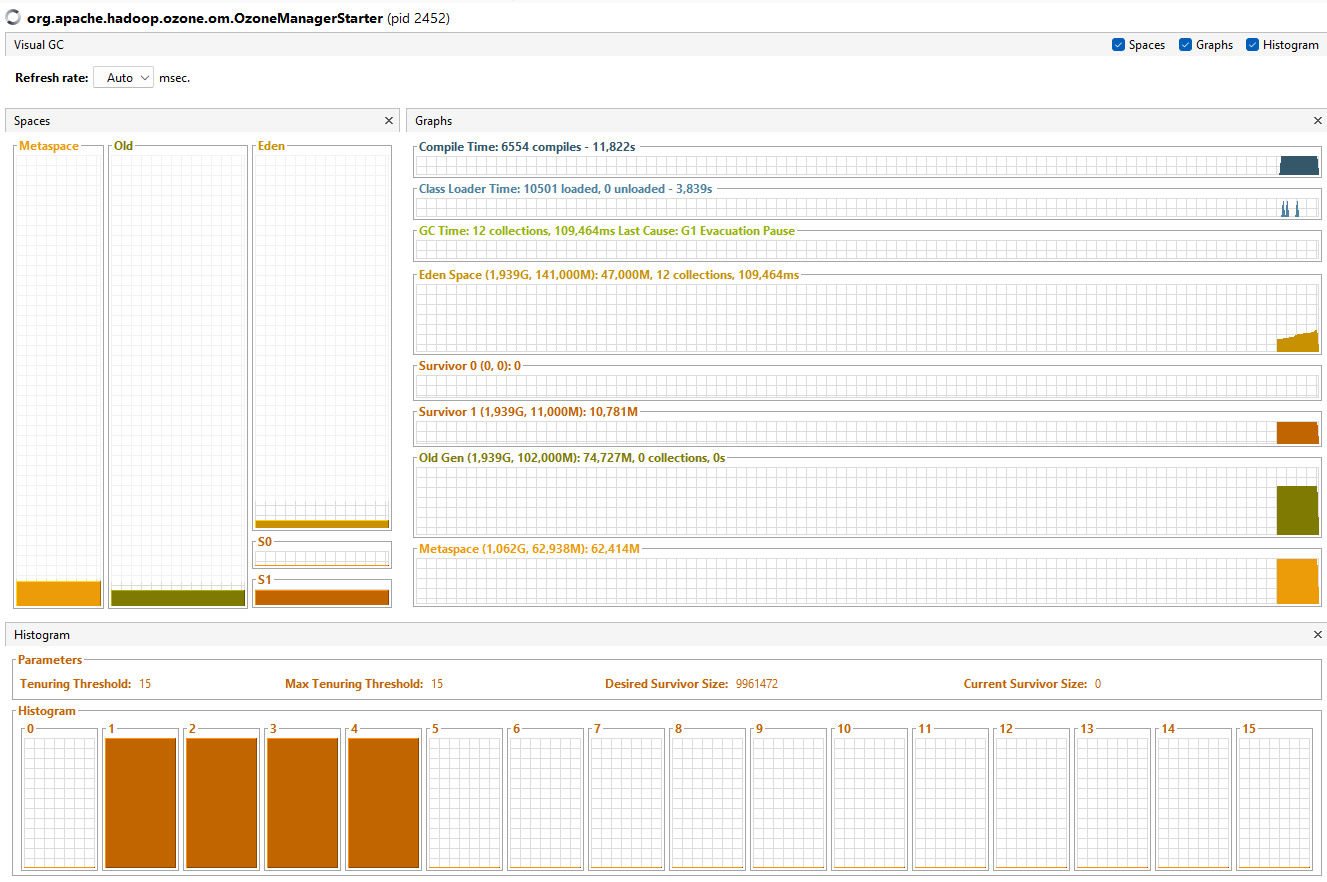 org.apache.hadoop.ozone.om.OzoneManagerStarter (pid 2452)
Visual GC
Spaces Graphs Histogram
Refresh rate: Auto msec.
Spaces
Metaspace Old Eden
S0
S1
Graphs
Compile Time: 6554 compiles - 11,822s
Class Loader Time: 10501 loaded, 0 unloaded - 3,839s
GC Time: 12 collections, 109,464ms Last Cause: G1 Evacuation Pause
Eden Space (1,939G, 141,000M): 47,000M, 12 collections, 109,464ms
Survivor 0 (0, 0): 0
Survivor 1 (1,939G, 11,000M): 10,781M
Old Gen (1,939G, 102,000M): 74,727M, 0 collections, 0s
Metaspace (1,062G, 62,938M): 62,414M
Histogram
Parameters
Tenuring Threshold: 15 Max Tenuring Threshold: 15 Desired Survivor Size: 9961472 Current Survivor Size: 0
Histogram
0 1 2 3 4 5 6 7 8 9 10 11 12 13 14 15